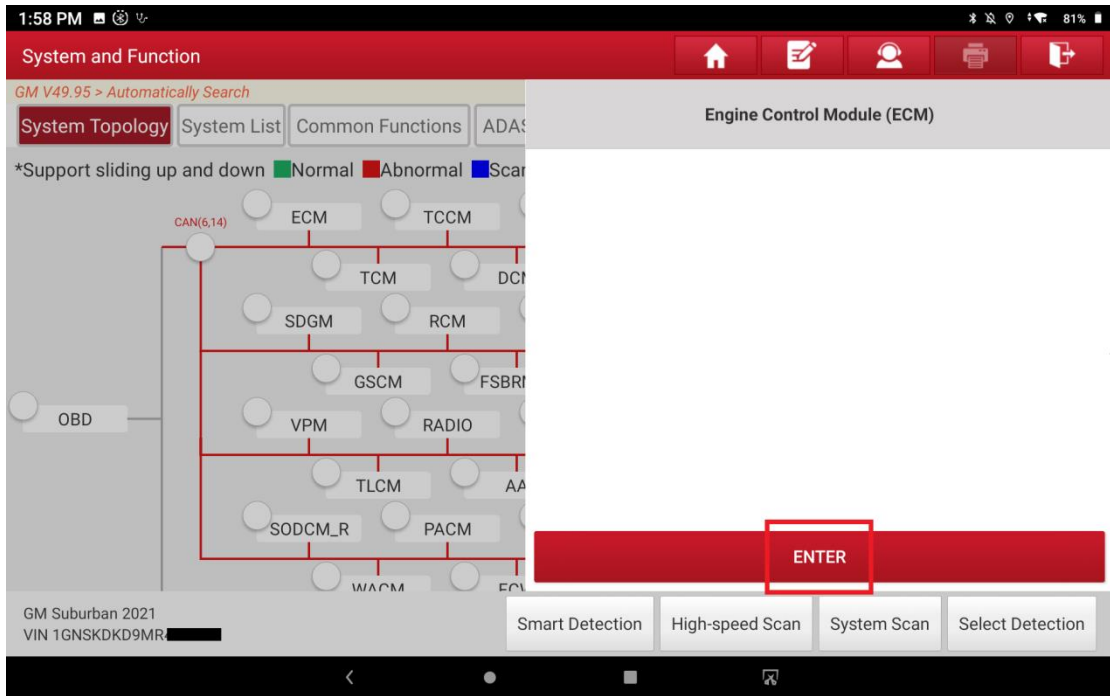 1:58 PM
81%
System and Function
GM V49.95 > Automatically Search
System Topology System List Common Functions ADAS
Engine Control Module (ECM)
*Support sliding up and down Normal Abnormal Scan
CAN(6,14)
ECM TCCM
TCM
SDGM RCM
GSCM
OBD
VPM RADIO
TLCM
SODCM_R PACM
WACM
ENTER
GM Suburban 2021
VIN 1GNSKDKD9MR
Smart Detection High-speed Scan System Scan Select Detection